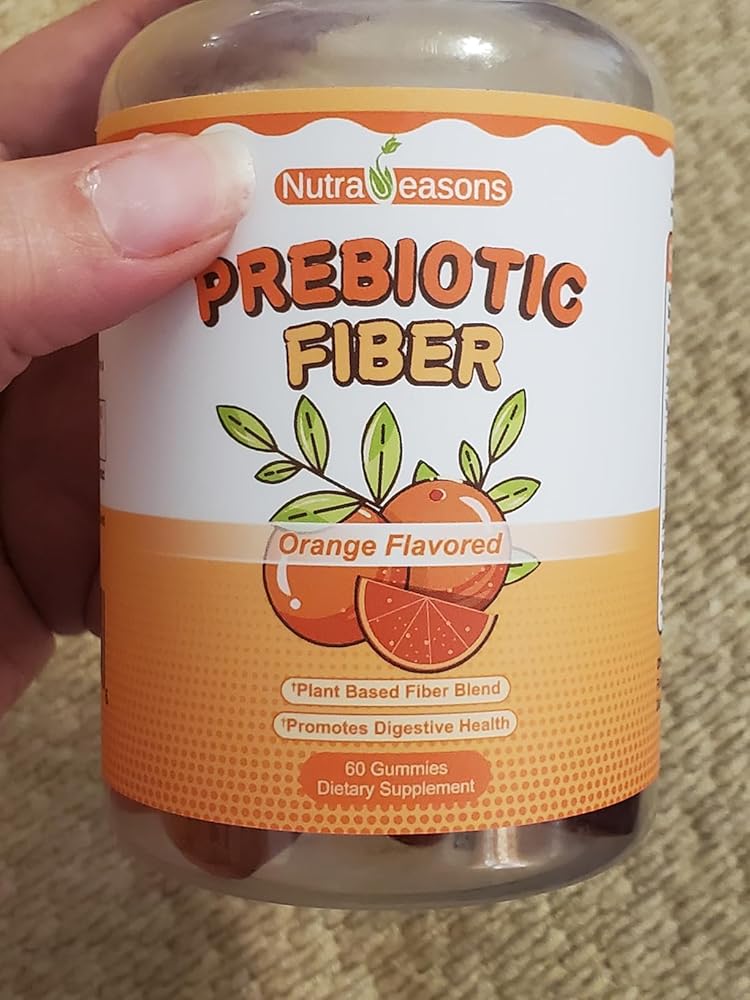 NutraSeasons
PREBIOTIC
FIBER
Orange Flavored
†Plant Based Fiber Blend
†Promotes Digestive Health
60 Gummies
Dietary Supplement